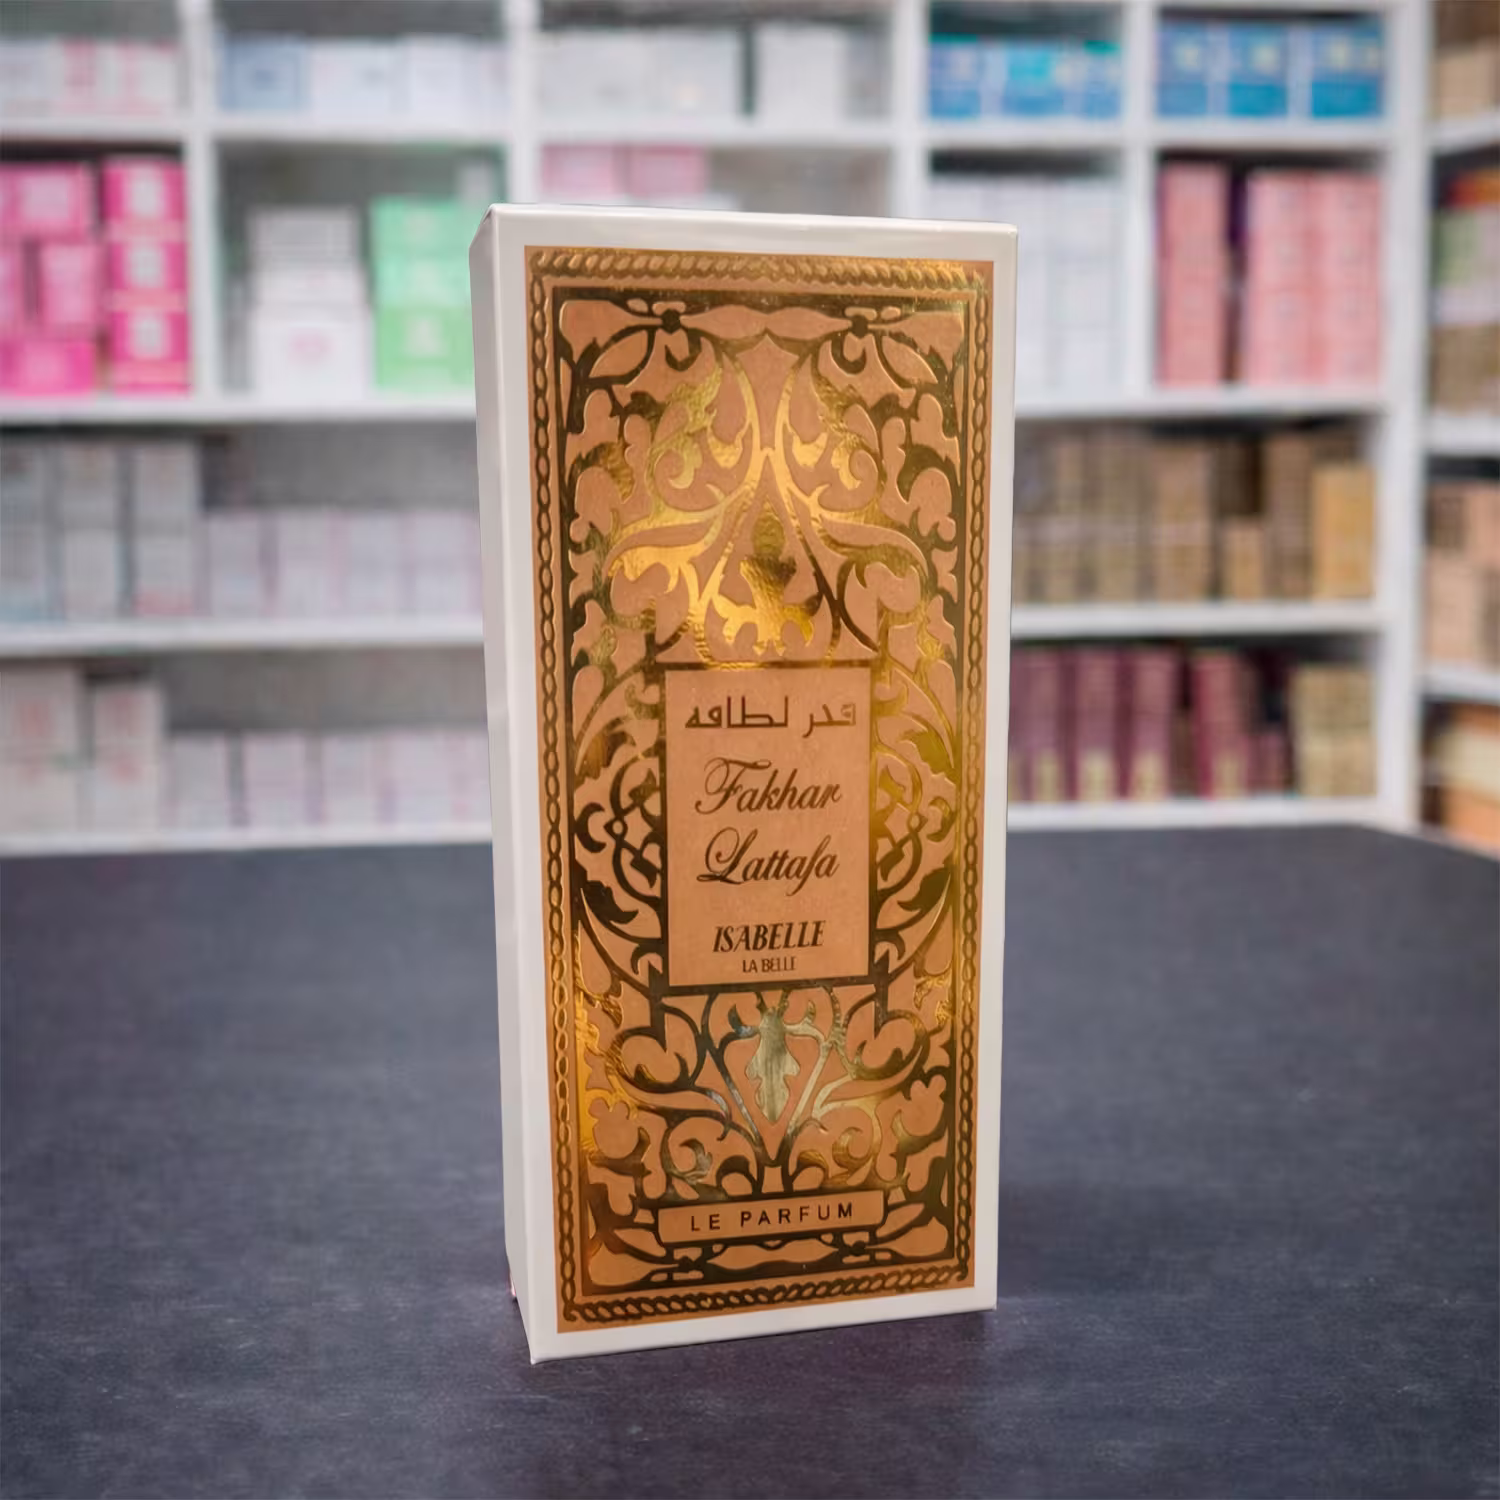 فخر لطافه
Fakhar
Lattafa
ISABELLE
LA BELLE
LE PARFUM